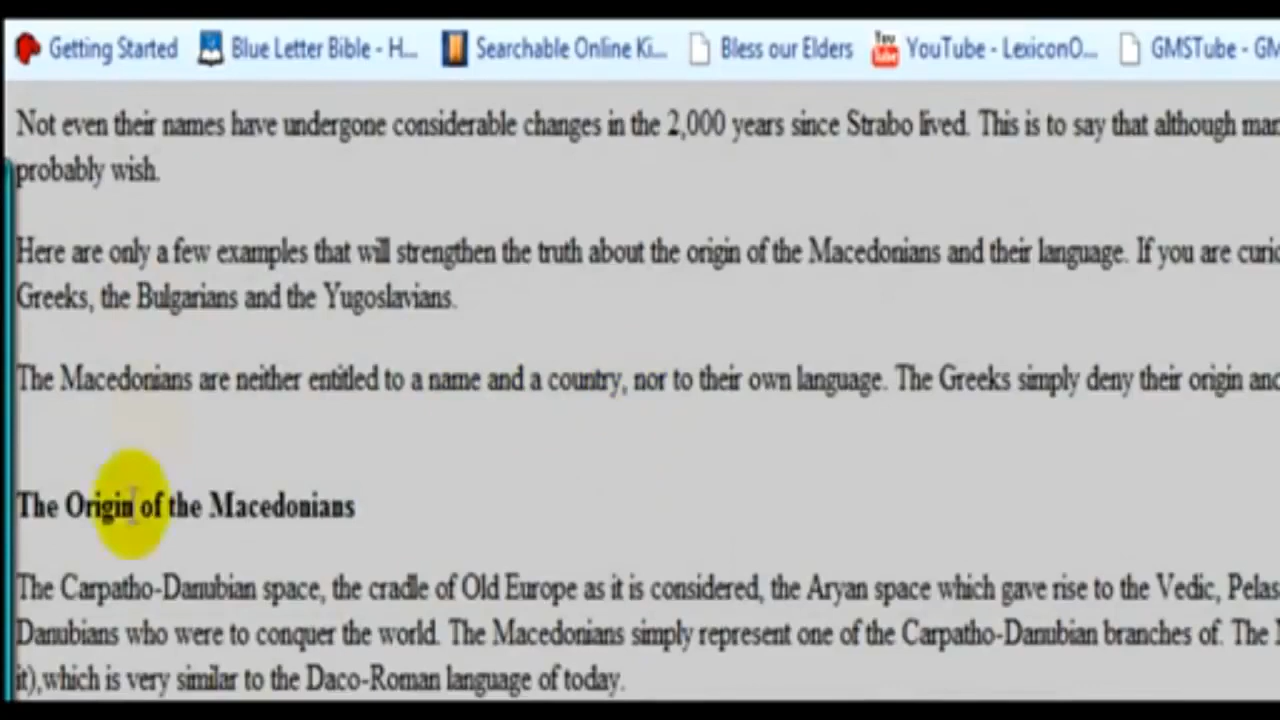 Getting Started Blue Letter Bible - H... Searchable Online Ki... Bless our Elders You Tube YouTube - LexiconO... GMSTube - GM
Not even their names have undergone considerable changes in the 2,000 years since Strabo lived. This is to say that although
probably wish.
Here are only a few examples that will strengthen the truth about the origin of the Macedonians and their language. If you are
Greeks, the Bulgarians and the Yugoslavians.
The Macedonians are neither entitled to a name and a country, nor to their own language. The Greeks simply deny their origin
The Origin of the Macedonians
The Carpatho-Danubian space, the cradle of Old Europe as it is considered, the Aryan space which gave rise to the Vedic,
Danubians who were to conquer the world. The Macedonians simply represent one of the Carpatho-Danubian branches of. The
it),which is very similar to the Daco-Roman language of today.